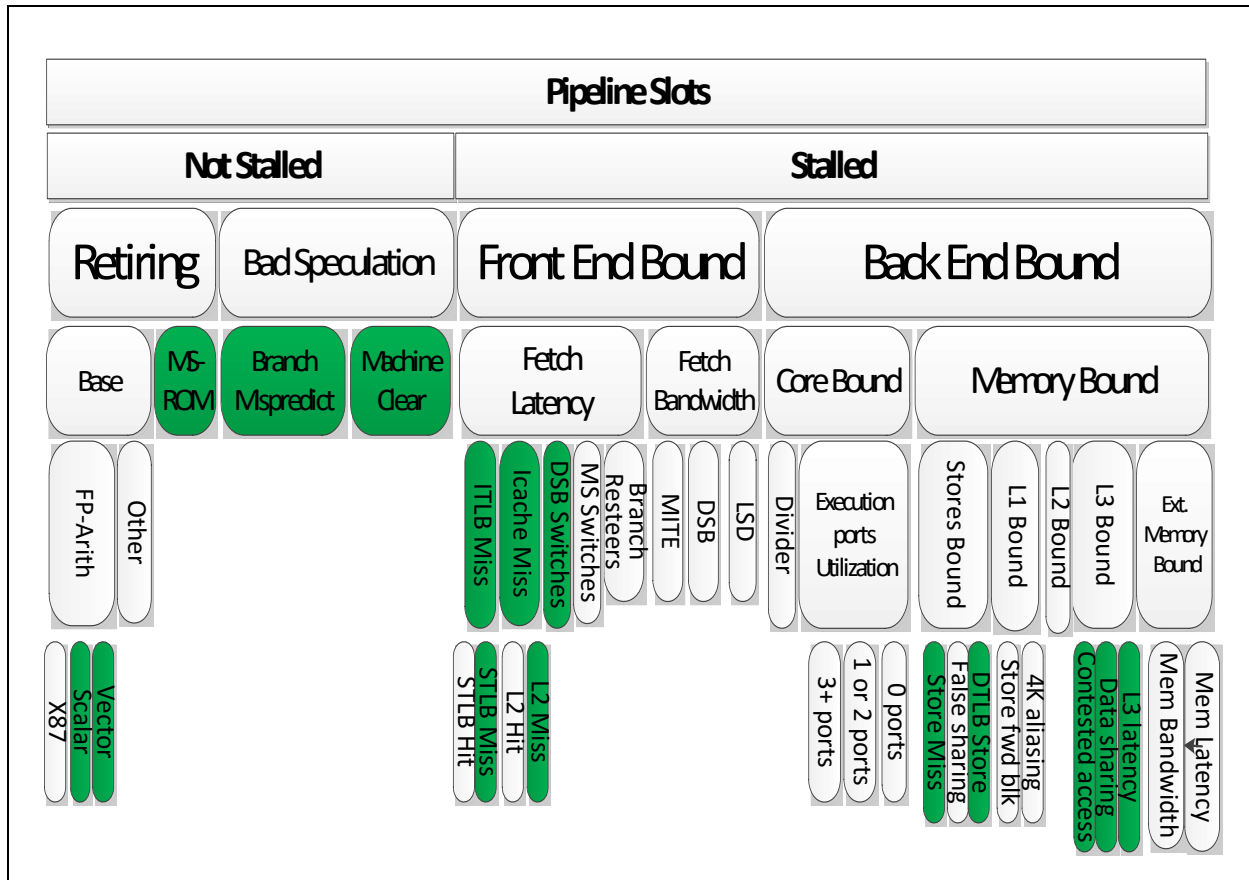 Pipeline Slots
Not Stalled
Stalled
Retiring
Bad Speculation
Front End Bound
Back End Bound
Base
MS-
ROM
Branch
Mispredict
Machine
Clear
Fetch
Latency
Fetch
Bandwidth
Core Bound
Memory Bound
FP-Arith
Other
ITLB Miss
Icache Miss
DSB Switches
MS Switches
Branch
Resteers
MITE
DSB
LSD
Divider
Execution
ports
Utilization
Stores Bound
L1 Bound
L2 Bound
L3 Bound
Ext.
Memory
Bound
X87
Scalar
Vector
STLB Hit
STLB Miss
L2 Hit
L2 Miss
3+ ports
1 or 2 ports
0 ports
Store Miss
False sharing
DTLB Store
Store fwd blk
4K aliasing
Contested access
Data sharing
L3 latency
Mem Bandwidth
Mem Latency